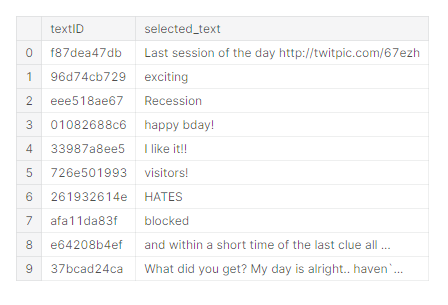 textID selected_text
0 f87dea47db Last session of the day http://twitpic.com/67ezh
1 96d74cb729 exciting
2 eee518ae67 Recession
3 01082688c6 happy bday!
4 33987a8ee5 I like it!!
5 726e501993 visitors!
6 261932614e HATES
7 afa11da83f blocked
8 e64208b4ef and within a short time of the last clue all ...
9 37bcad24ca What did you get? My day is alright.. haven`...